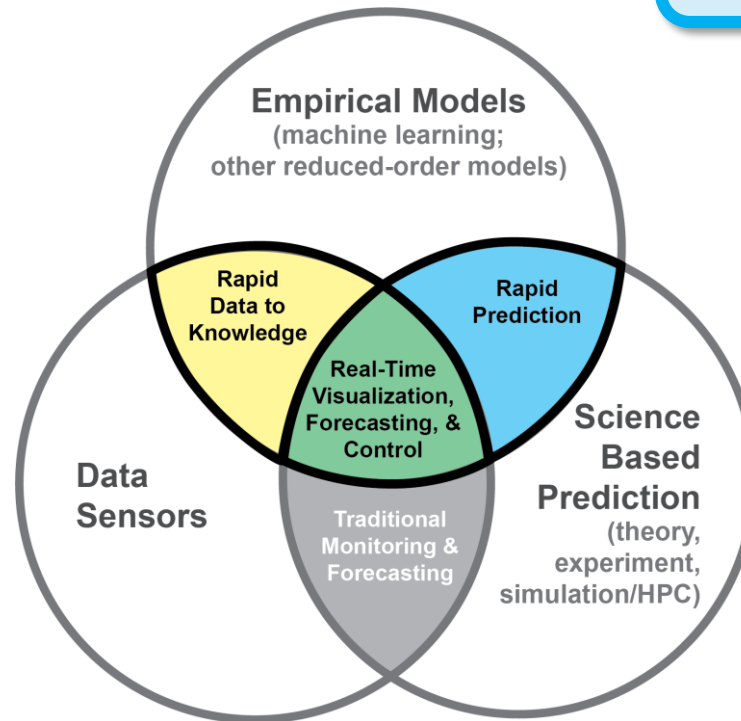 Empirical Models
(machine learning;
other reduced-order models)
Rapid
Data to
Knowledge
Rapid
Prediction
Real-Time
Visualization,
Forecasting, &
Control
Data
Sensors
Science
Based
Prediction
(theory,
experiment,
simulation/HPC)
Traditional
Monitoring &
Forecasting